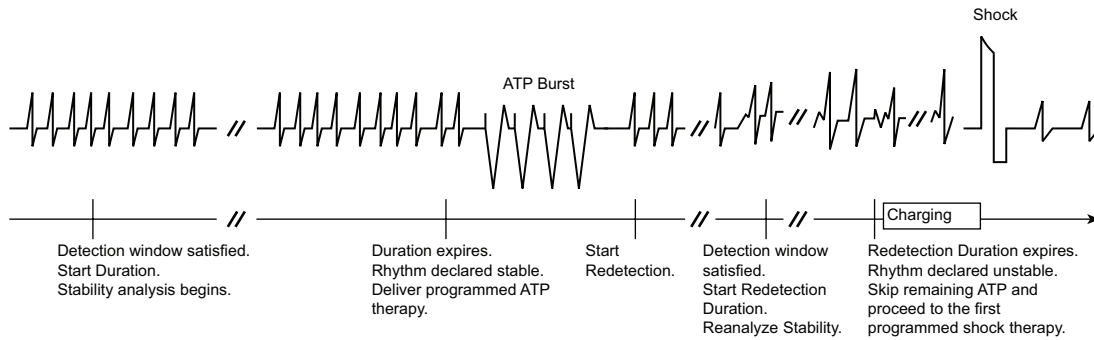 Shock
ATP Burst
Charging
Detection window satisfied.
Start Duration.
Stability analysis begins.
Duration expires.
Rhythm declared stable.
Deliver programmed ATP
therapy.
Start
Redetection.
Detection window
satisfied.
Start Redetection
Duration.
Reanalyze Stability.
Redetection Duration expires.
Rhythm declared unstable.
Skip remaining ATP and
proceed to the first
programmed shock therapy.